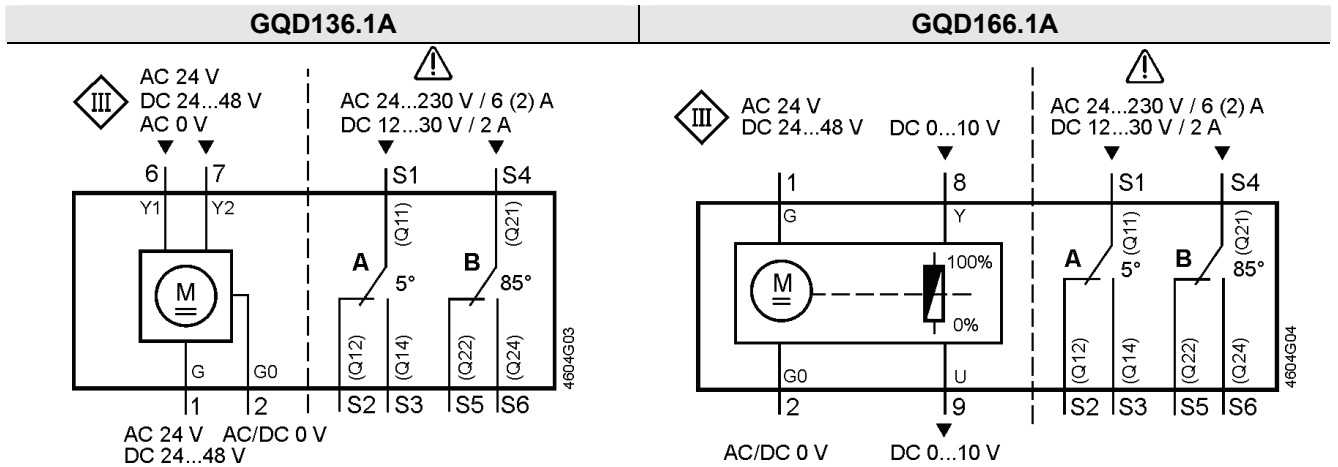 GQD136.1A
GQD166.1A
III
AC 24 V
DC 24...48 V
AC 0 V
AC 24...230 V / 6 (2) A
DC 12...30 V / 2 A
6
7
S1
S4
Y1
Y2
(Q11)
(Q21)
A
5°
B
85°
M
(Q12)
(Q14)
(Q22)
(Q24)
G
G0
1
2
S2
S3
S5
S6
AC 24 V
AC/DC 0 V
DC 24...48 V
4604G03
III
AC 24 V
DC 24...48 V
DC 0...10 V
AC 24...230 V / 6 (2) A
DC 12...30 V / 2 A
1
8
S1
S4
G
Y
(Q11)
(Q21)
M
100%
0%
A
5°
B
85°
(Q12)
(Q14)
(Q22)
(Q24)
G0
U
2
9
S2
S3
S5
S6
AC/DC 0 V
DC 0...10 V
4604G04